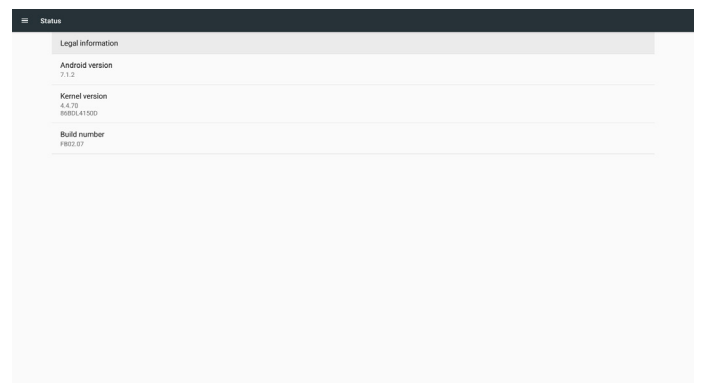 Status
Legal information
Android version
7.1.2
Kernel version
4.4.70
86BDL4150D
Build number
FB02.07